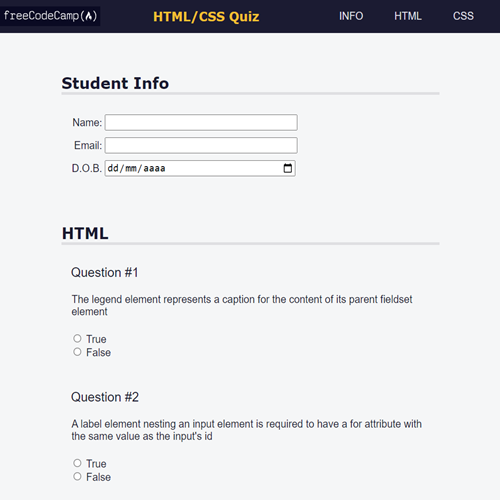 freeCodeCamp
HTML/CSS Quiz
INFO
HTML
CSS
Student Info
Name:
Email:
D.O.B.
dd/mm/aaaa
HTML
Question #1
The legend element represents a caption for the content of its parent fieldset
element
True
False
Question #2
A label element nesting an input element is required to have a for attribute with
the same value as the input's id
True
False